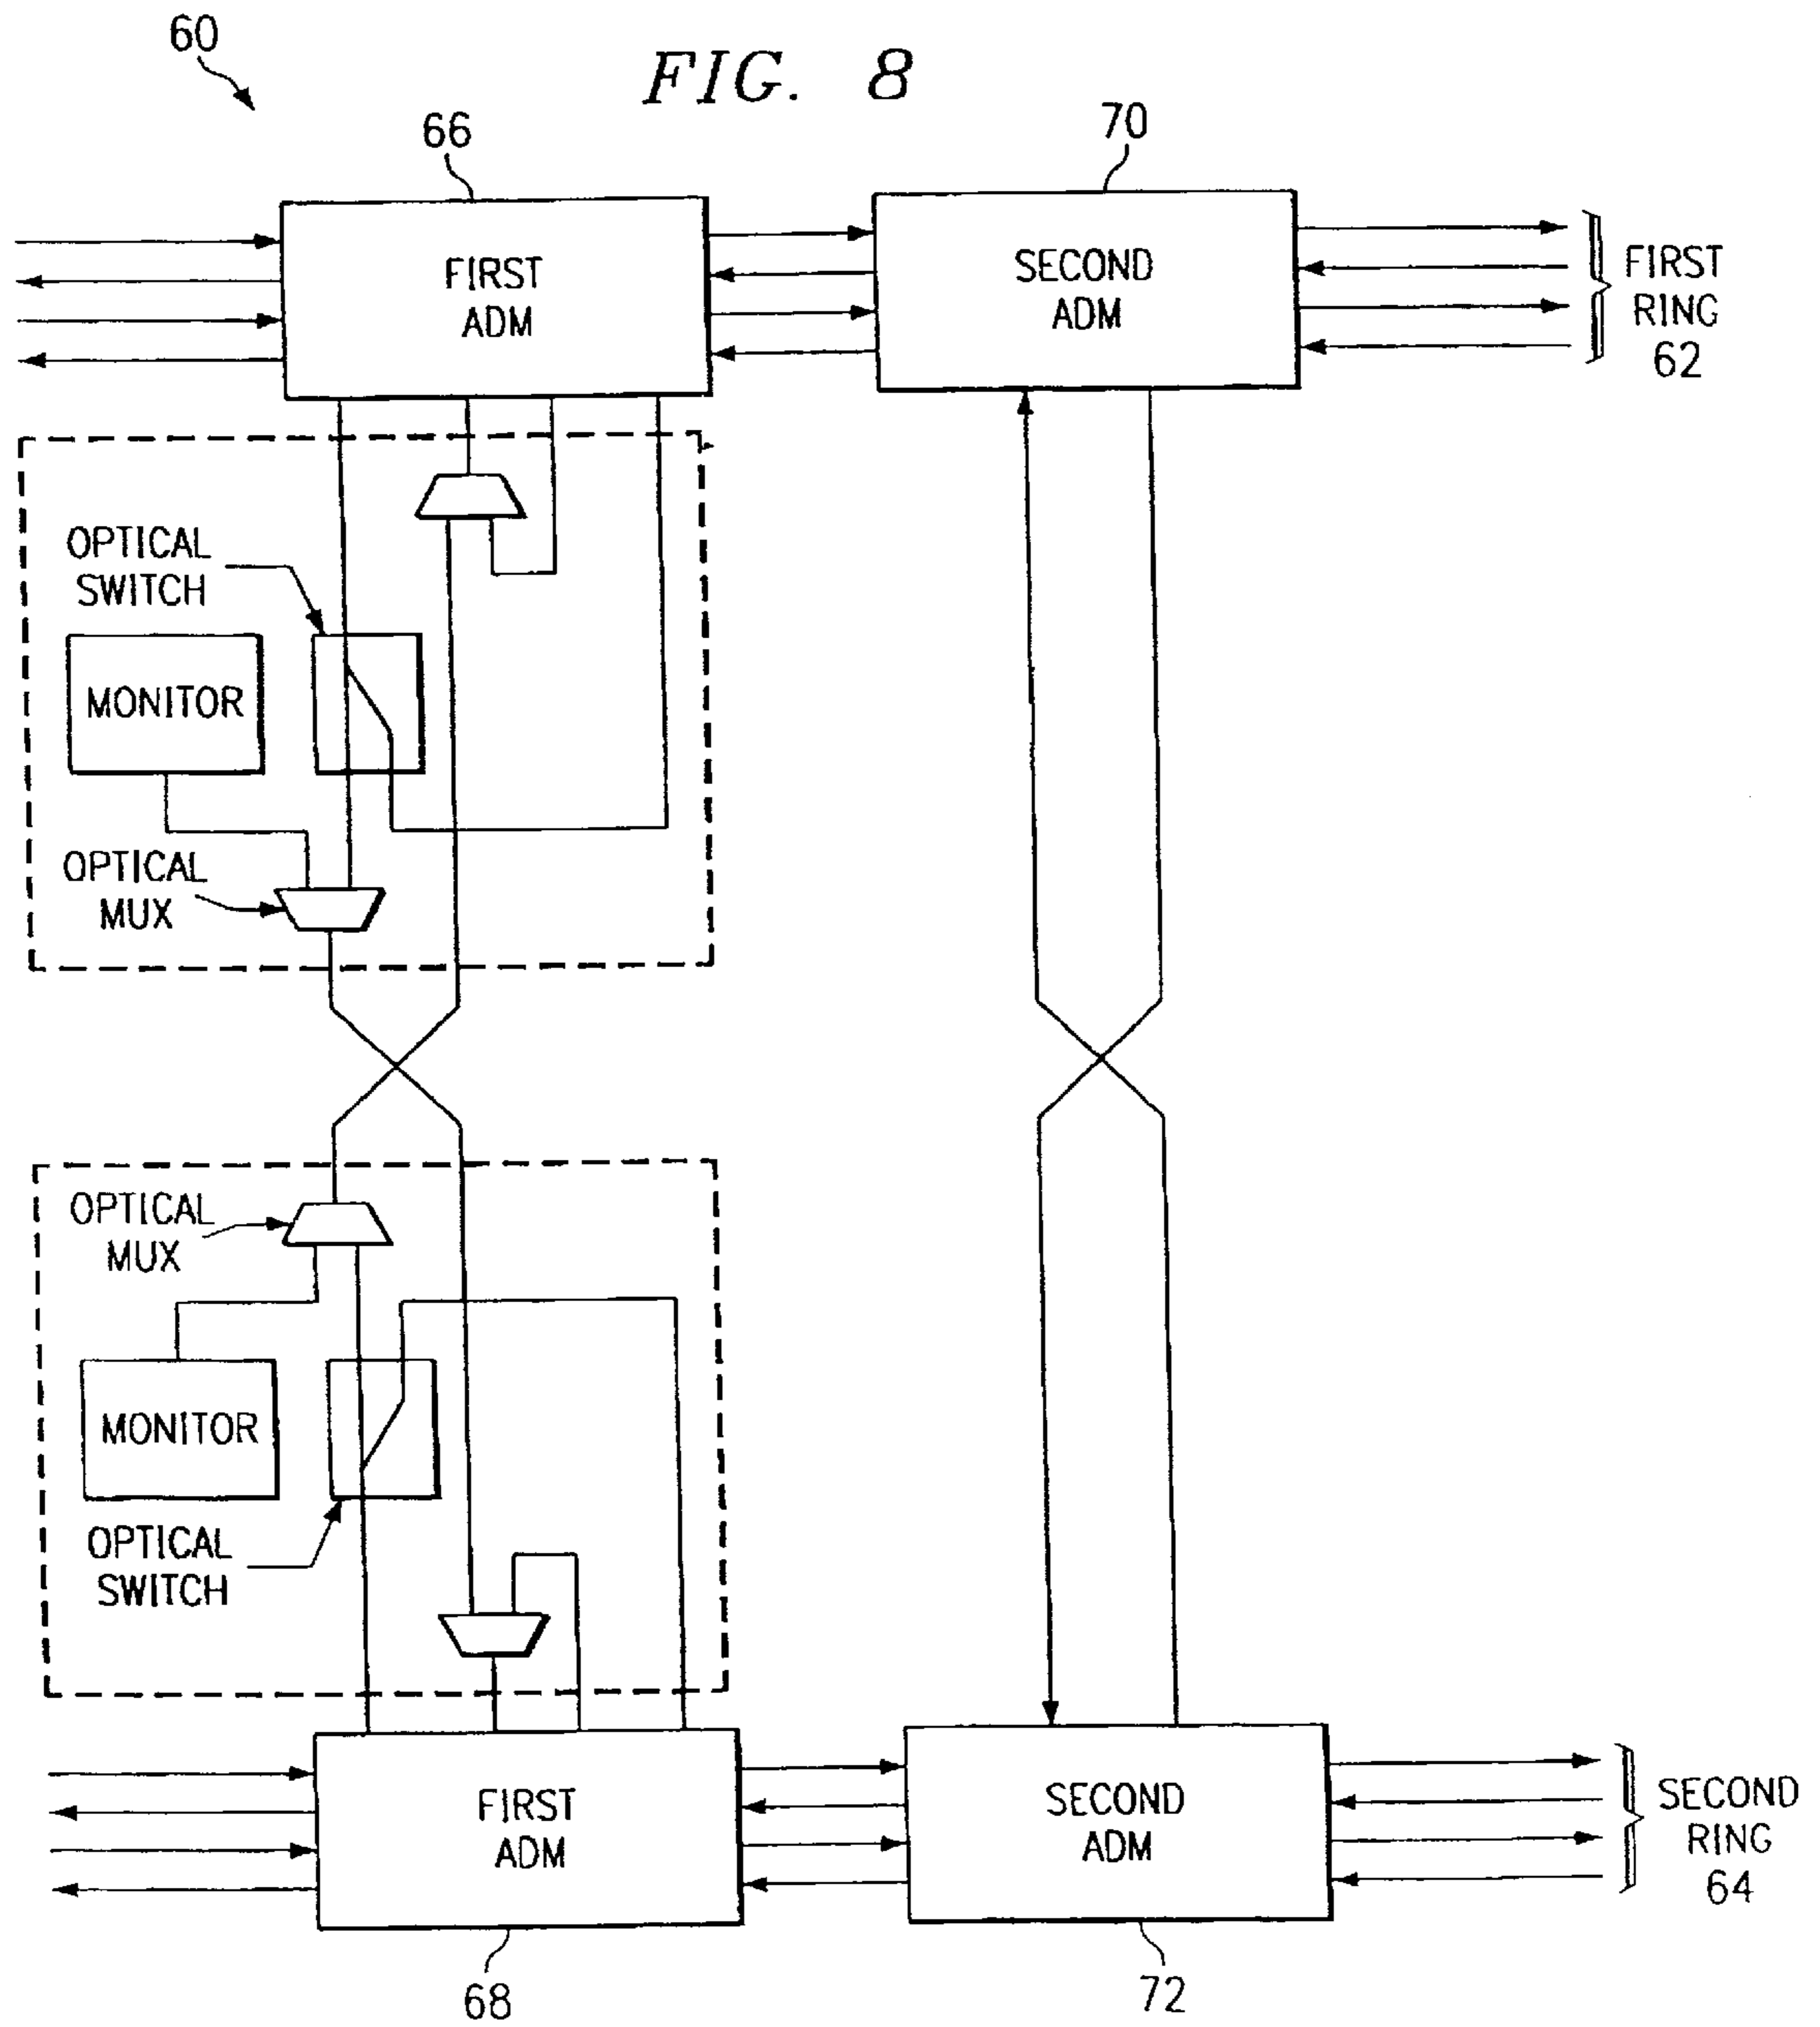 60
FIG. 8
66
70
FIRST
ADM
SECOND
ADM
FIRST
RING
62
OPTICAL
SWITCH
MONITOR
OPTICAL
MUX
OPTICAL
MUX
MONITOR
OPTICAL
SWITCH
FIRST
ADM
SECOND
ADM
SECOND
RING
64
68
72